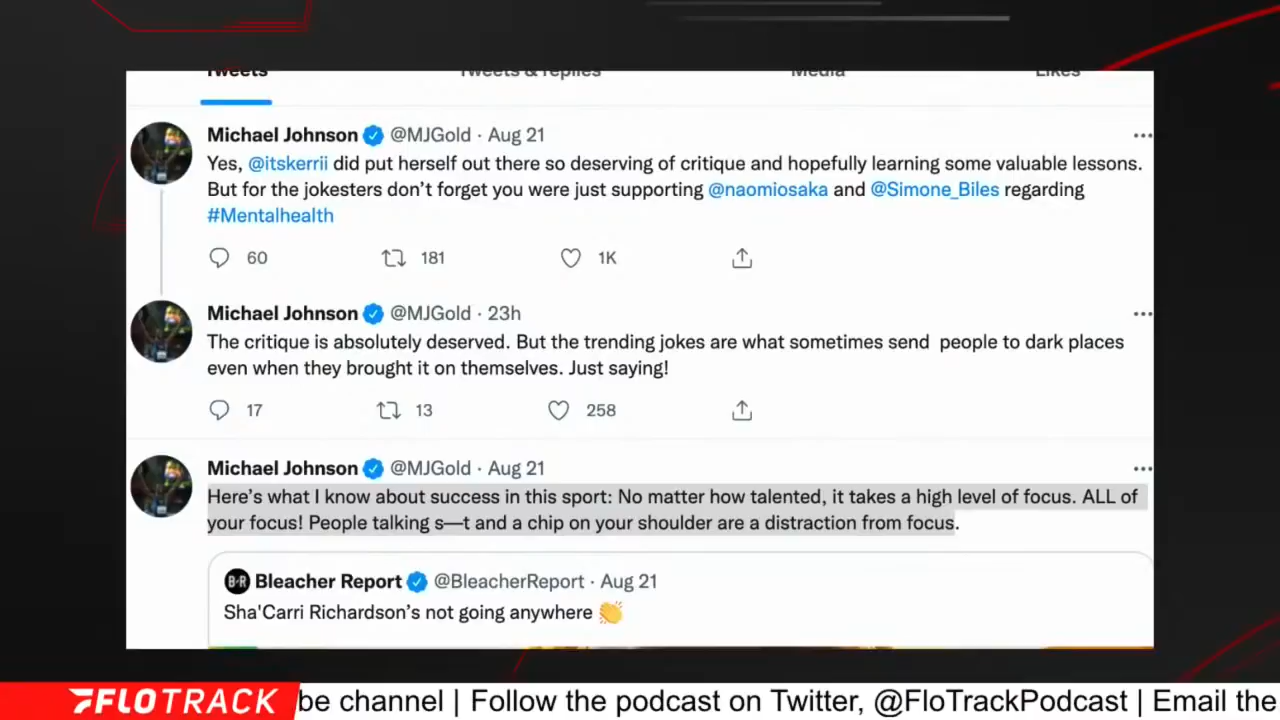 Tweets Tweets & replies Media Likes
Michael Johnson @MJGold · Aug 21
Yes, @itskerrii did put herself out there so deserving of critique and hopefully learning some valuable lessons.
But for the jokesters don’t forget you were just supporting @naomiosaka and @Simone_Biles regarding
#Mentalhealth
60 181 1K
Michael Johnson @MJGold · 23h
The critique is absolutely deserved. But the trending jokes are what sometimes send people to dark places
even when they brought it on themselves. Just saying!
17 13 258
Michael Johnson @MJGold · Aug 21
Here’s what I know about success in this sport: No matter how talented, it takes a high level of focus. ALL of
your focus! People talking s—t and a chip on your shoulder are a distraction from focus.
B·R Bleacher Report @BleacherReport · Aug 21
Sha'Carri Richardson’s not going anywhere 👏
FLOTRACK be channel | Follow the podcast on Twitter, @FloTrackPodcast | Email the